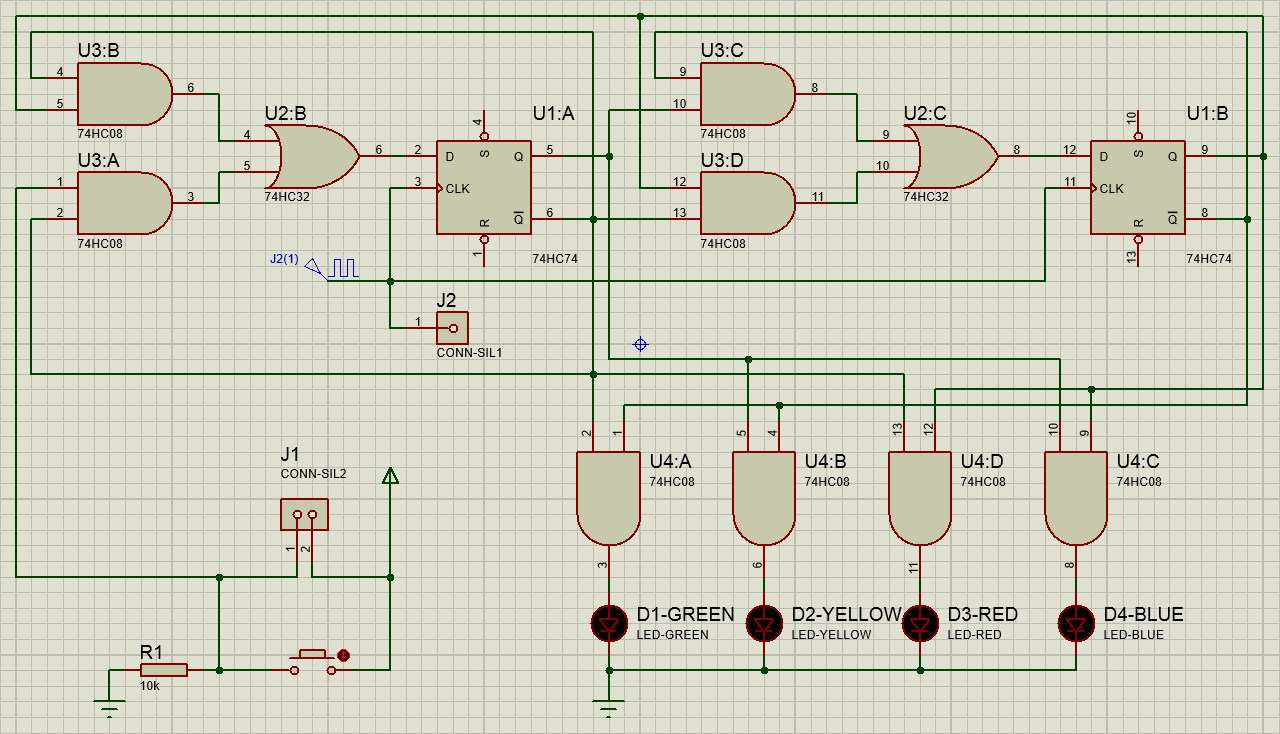 U3:B
4
5
6
74HC08
U3:A
1
2
3
74HC08
U2:B
4
5
6
74HC32
U1:A
4
2
D
S
Q
5
3
CLK
R
Q
6
1
74HC74
U3:C
9
10
8
74HC08
U3:D
12
13
11
74HC08
U2:C
9
10
8
74HC32
U1:B
10
12
D
S
Q
9
11
CLK
R
Q
8
13
74HC74
J2(1)
J2
1
CONN-SIL1
J1
CONN-SIL2
1
2
R1
10k
2
1
U4:A
74HC08
3
5
4
U4:B
74HC08
6
13
12
U4:D
74HC08
11
10
9
U4:C
74HC08
8
D1-GREEN
LED-GREEN
D2-YELLOW
LED-YELLOW
D3-RED
LED-RED
D4-BLUE
LED-BLUE